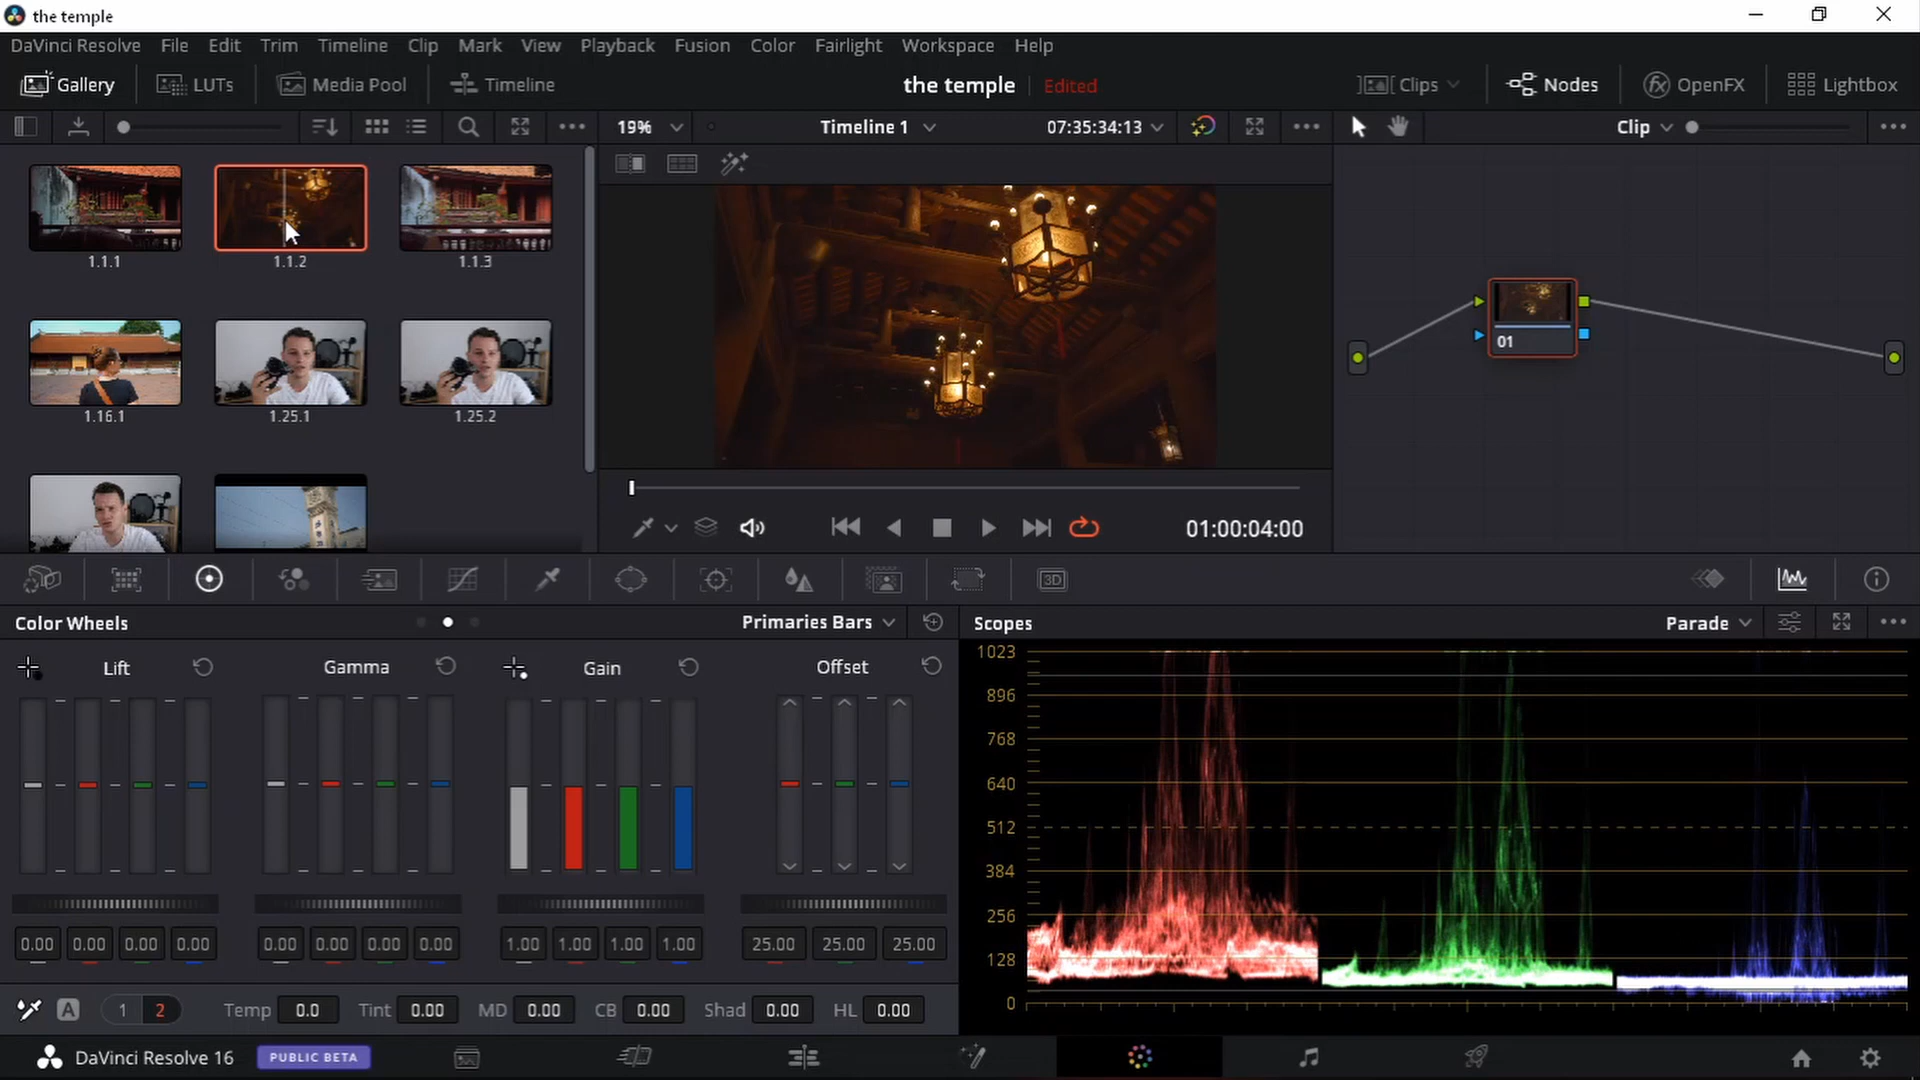 the temple
DaVinci Resolve File Edit Trim Timeline Clip Mark View Playback Fusion Color Fairlight Workspace Help
Gallery LUTs Media Pool Timeline the temple Edited Clips Nodes OpenFX Lightbox
19% Timeline 1 07:35:34:13 Clip
1.1.1 1.1.2 1.1.3
01
1.16.1 1.25.1 1.25.2
01:00:04:00
3D
Color Wheels Primaries Bars Scopes Parade
Lift Gamma Gain Offset
1023
896
768
640
512
384
256
128
0
0.00 0.00 0.00 0.00 0.00 0.00 0.00 0.00 1.00 1.00 1.00 1.00 25.00 25.00 25.00
A 1 2 Temp 0.0 Tint 0.00 MD 0.00 CB 0.00 Shad 0.00 HL 0.00
DaVinci Resolve 16 PUBLIC BETA